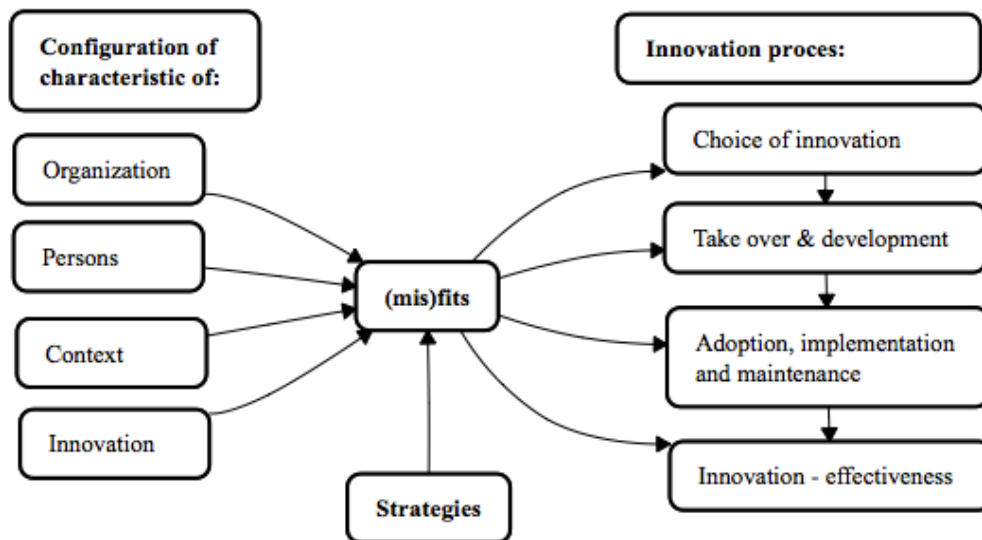 Configuration of
characteristic of:
Organization
Persons
Context
Innovation
(mis)fits
Strategies
Innovation proces:
Choice of innovation
Take over & development
Adoption, implementation
and maintenance
Innovation - effectiveness